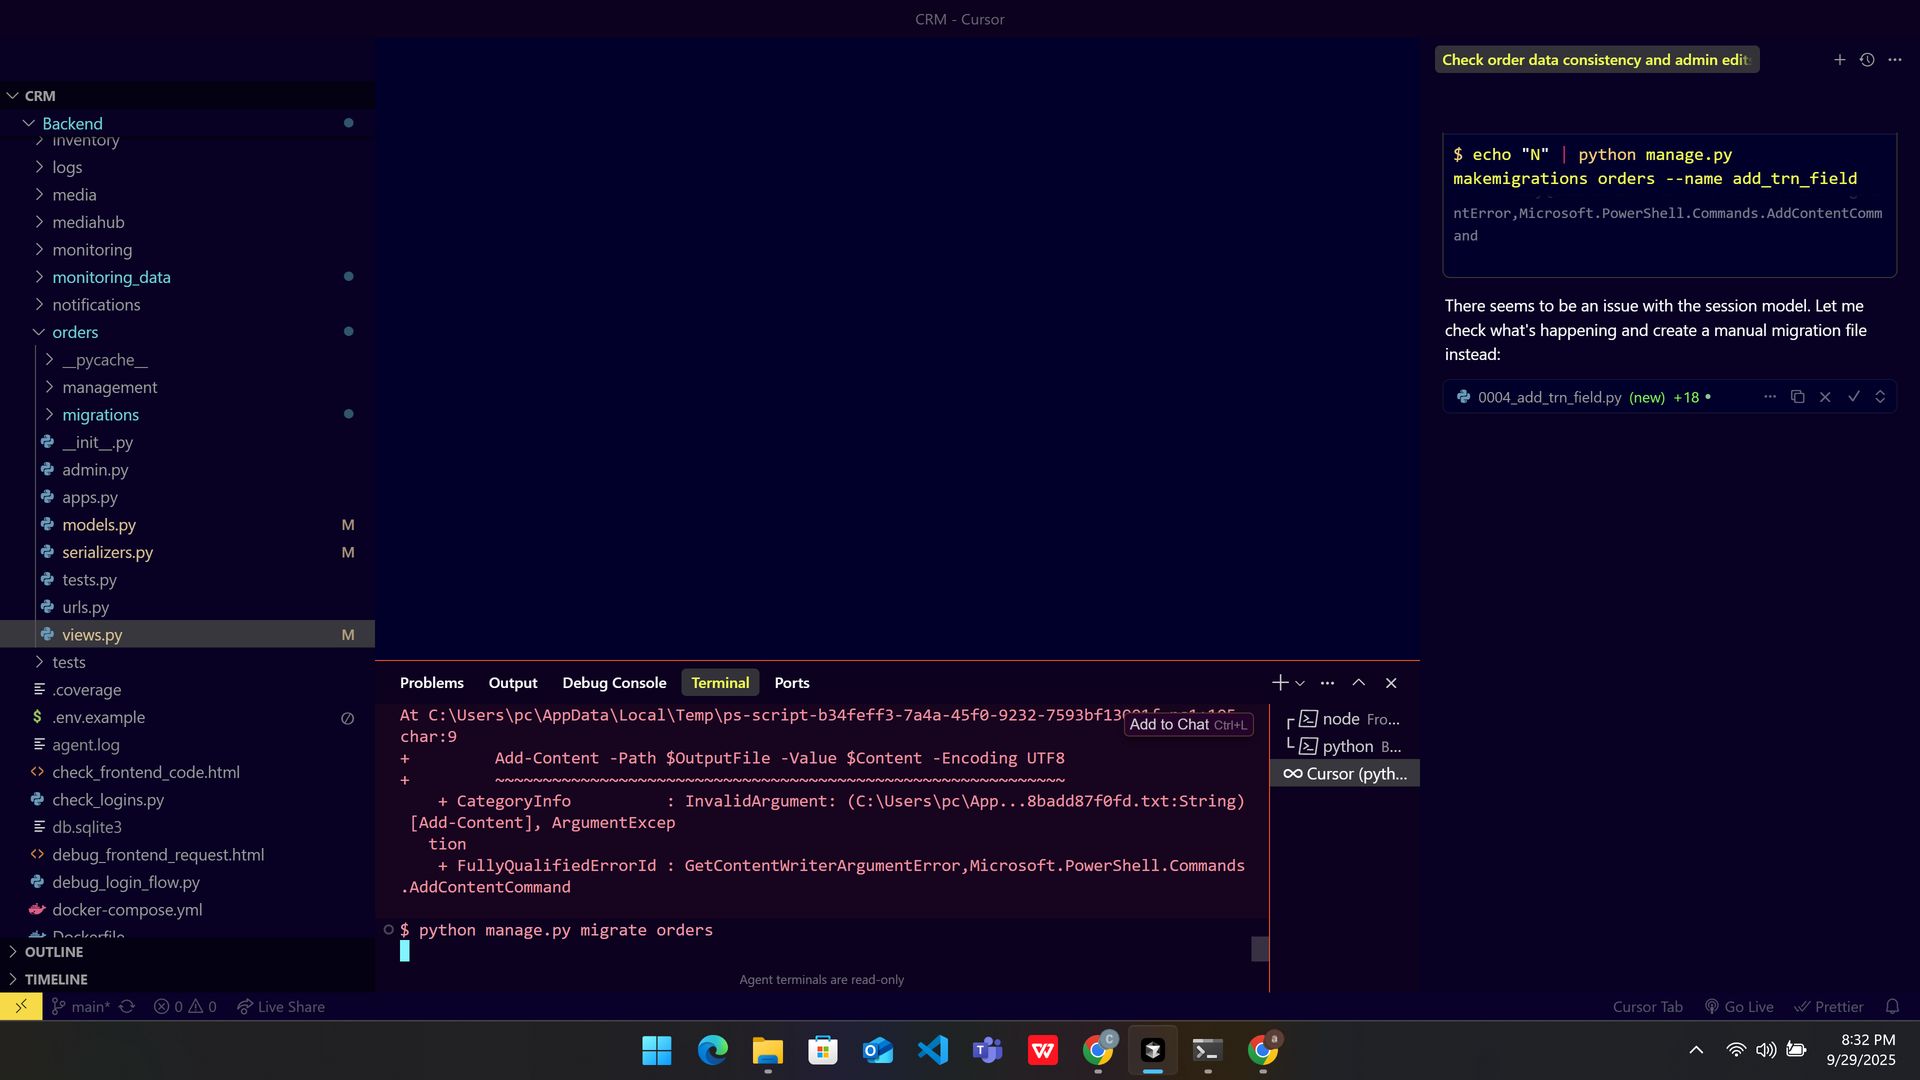 CRM - Cursor
CRM
Backend
inventory
logs
media
mediahub
monitoring
monitoring_data
notifications
orders
__pycache__
management
migrations
__init__.py
admin.py
apps.py
models.py M
serializers.py M
tests.py
urls.py
views.py M
tests
.coverage
.env.example
agent.log
check_frontend_code.html
check_logins.py
db.sqlite3
debug_frontend_request.html
debug_login_flow.py
docker-compose.yml
Dockerfile
OUTLINE
TIMELINE
Problems Output Debug Console Terminal Ports
At C:\Users\pc\AppData\Local\Temp\ps-script-b34feff3-7a4a-45f0-9232-
char:9
+ Add-Content -Path $OutputFile -Value $Content -Encoding UTF8
+ ~~~~~~~~~~~~~~~~~~~~~~~~~~~~~~~~~~~~~~~~~~~~~~~~~~~~~~~~~~~~
+ CategoryInfo : InvalidArgument: (C:\Users\pc\App...8badd87f0fd.txt:String)
[Add-Content], ArgumentExcep
tion
+ FullyQualifiedErrorId : GetContentWriterArgumentError,Microsoft.PowerShell.Commands
.AddContentCommand
$ python manage.py migrate orders
Agent terminals are read-only
Add to Chat Ctrl+L
node Fro...
python B...
Cursor (pyth...
Check order data consistency and admin edit
$ echo "N" | python manage.py
makemigrations orders --name add_trn_field
ntError,Microsoft.PowerShell.Commands.AddContentComm
and
There seems to be an issue with the session model. Let me
check what's happening and create a manual migration file
instead:
0004_add_trn_field.py (new) +18 •
main* 0 0 Live Share
Cursor Tab Go Live Prettier
8:32 PM
9/29/2025